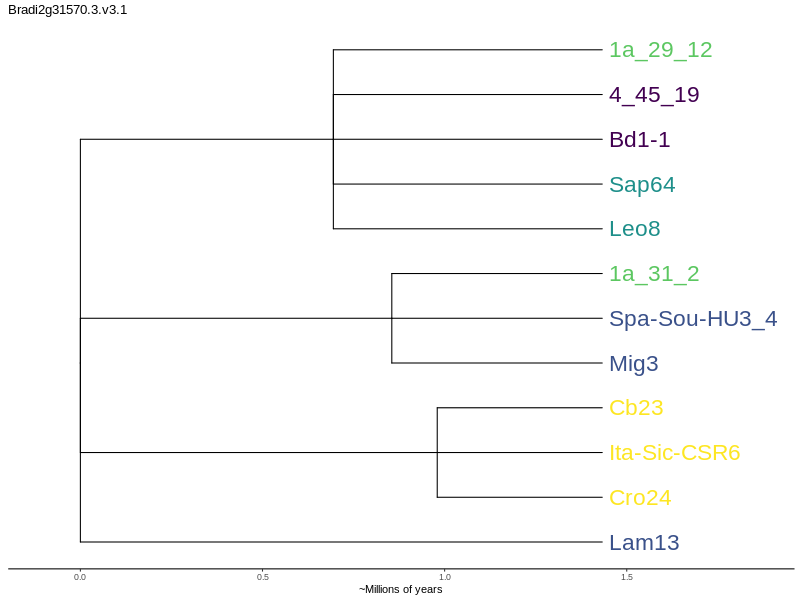 Bradi2g31570.3.v3.1
1a_29_12
4_45_19
Bd1-1
Sap64
Leo8
1a_31_2
Spa-Sou-HU3_4
Mig3
Cb23
Ita-Sic-CSR6
Cro24
Lam13
0.0 0.5 1.0 1.5
~Millions of years